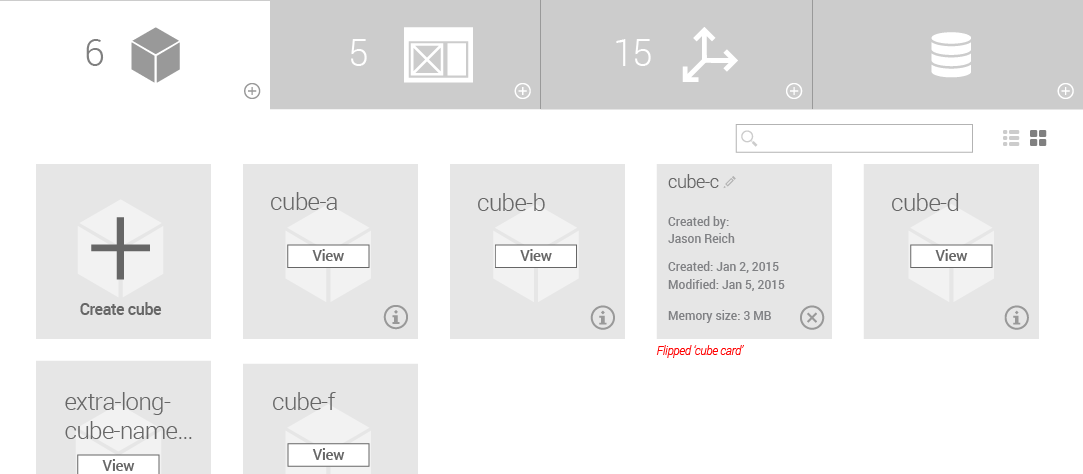 6
5
15
Create cube
cube-a
View
cube-b
View
cube-c
Created by:
Jason Reich
Created: Jan 2, 2015
Modified: Jan 5, 2015
Memory size: 3 MB
Flipped 'cube card'
cube-d
View
extra-long-
cube-name...
View
cube-f
View